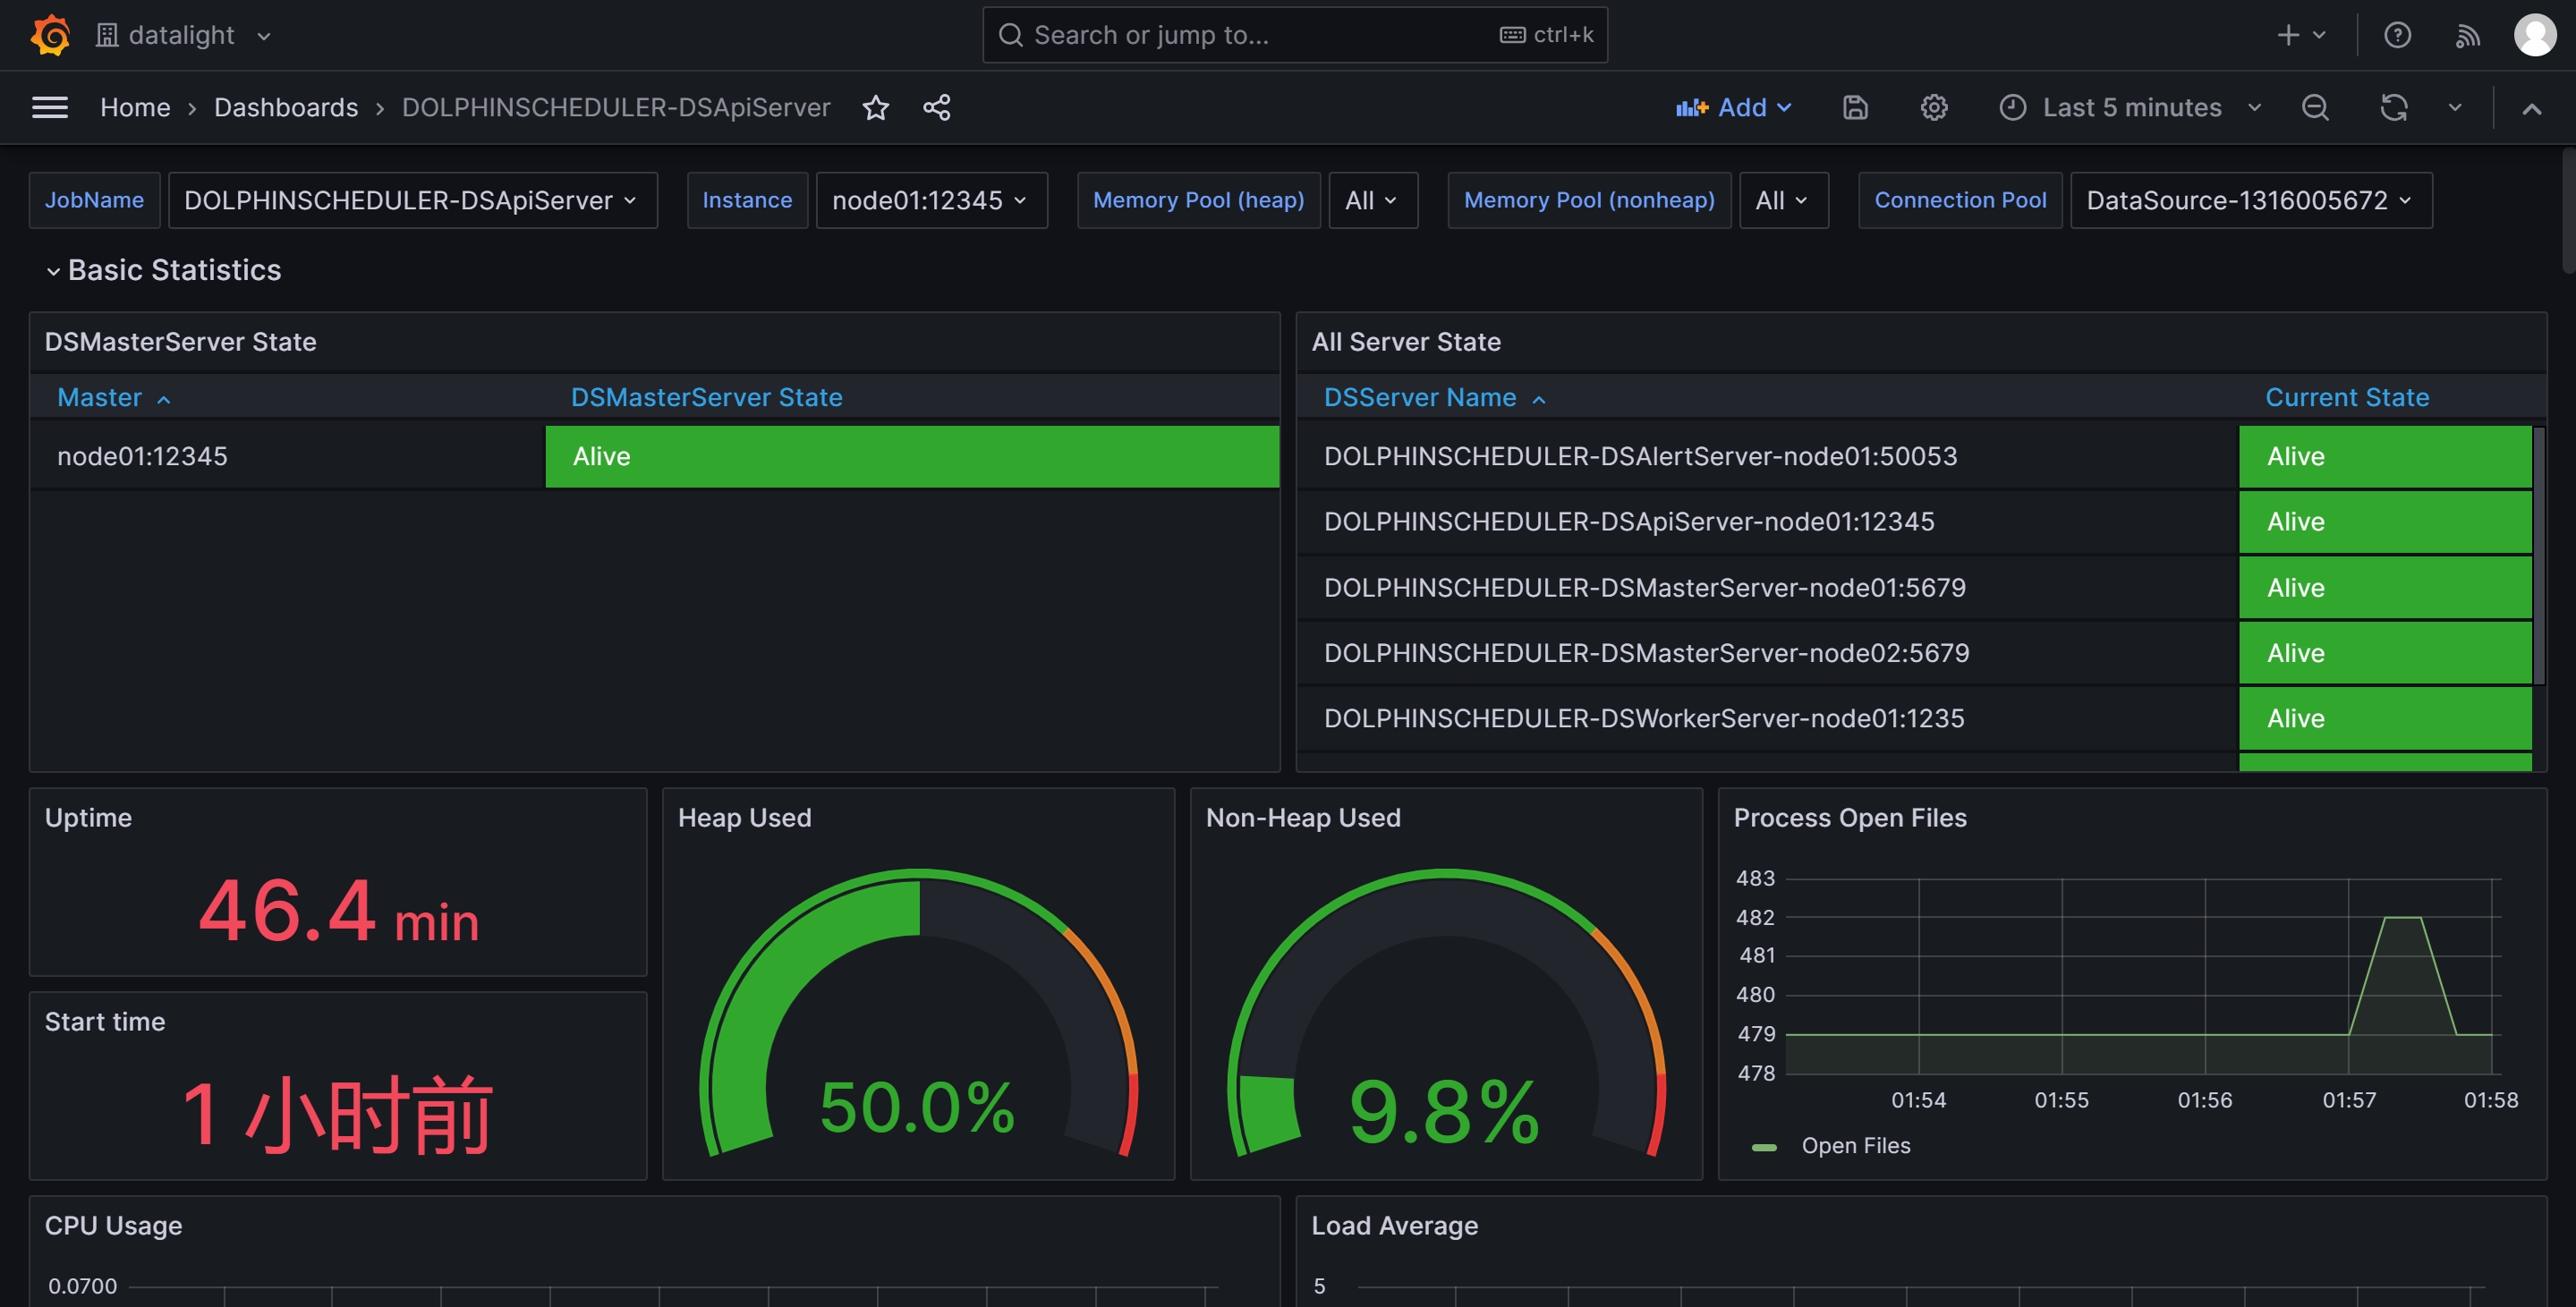 datalight
Search or jump to...
ctrl+k
Home
Dashboards
DOLPHINSCHEDULER-DSApiServer
Add
Last 5 minutes
JobName
DOLPHINSCHEDULER-DSApiServer
Instance
node01:12345
Memory Pool (heap)
All
Memory Pool (nonheap)
All
Connection Pool
DataSource-1316005672
Basic Statistics
DSMasterServer State
Master
DSMasterServer State
node01:12345
Alive
All Server State
DSServer Name
Current State
DOLPHINSCHEDULER-DSAlertServer-node01:50053
Alive
DOLPHINSCHEDULER-DSApiServer-node01:12345
Alive
DOLPHINSCHEDULER-DSMasterServer-node01:5679
Alive
DOLPHINSCHEDULER-DSMasterServer-node02:5679
Alive
DOLPHINSCHEDULER-DSWorkerServer-node01:1235
Alive
Uptime
46.4 min
Start time
1 小时前
Heap Used
50.0%
Non-Heap Used
9.8%
Process Open Files
483
482
481
480
479
478
01:54
01:55
01:56
01:57
01:58
Open Files
CPU Usage
0.0700
Load Average
5